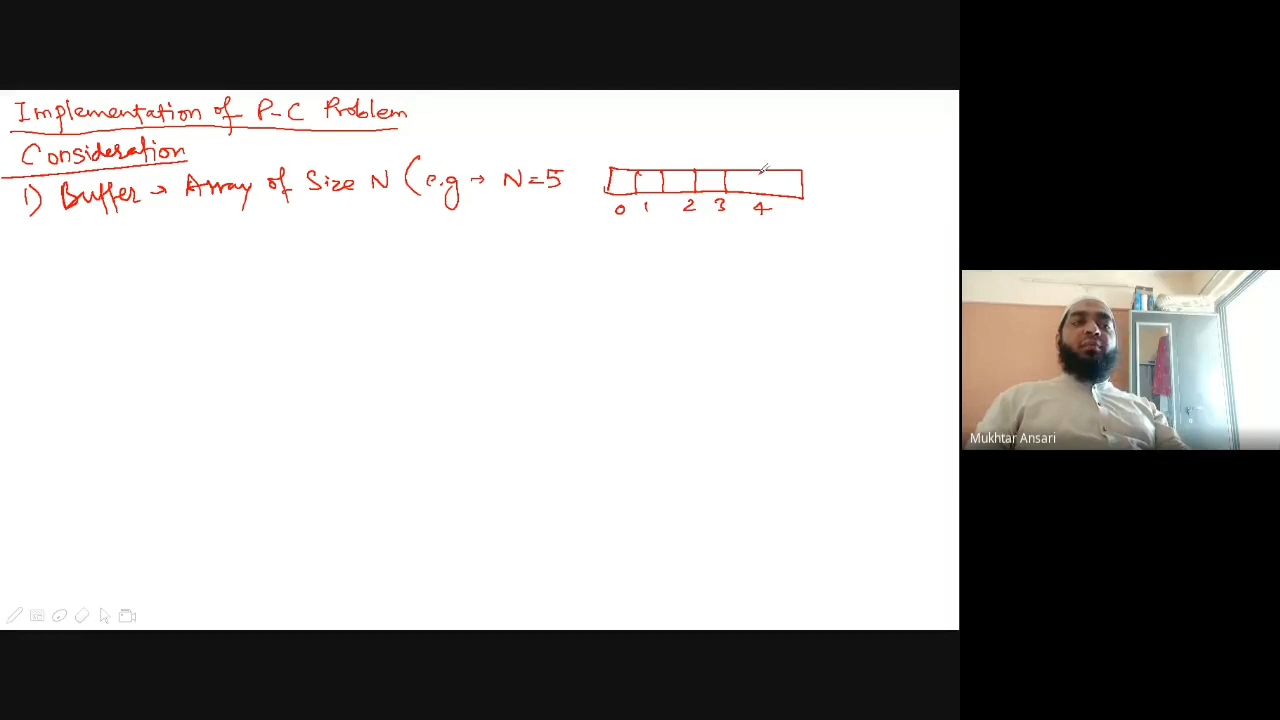 Implementation of P-C Problem
Consideration
1) Buffer → Array of Size N (e.g → N=5
0 1 2 3 4
Mukhtar Ansari